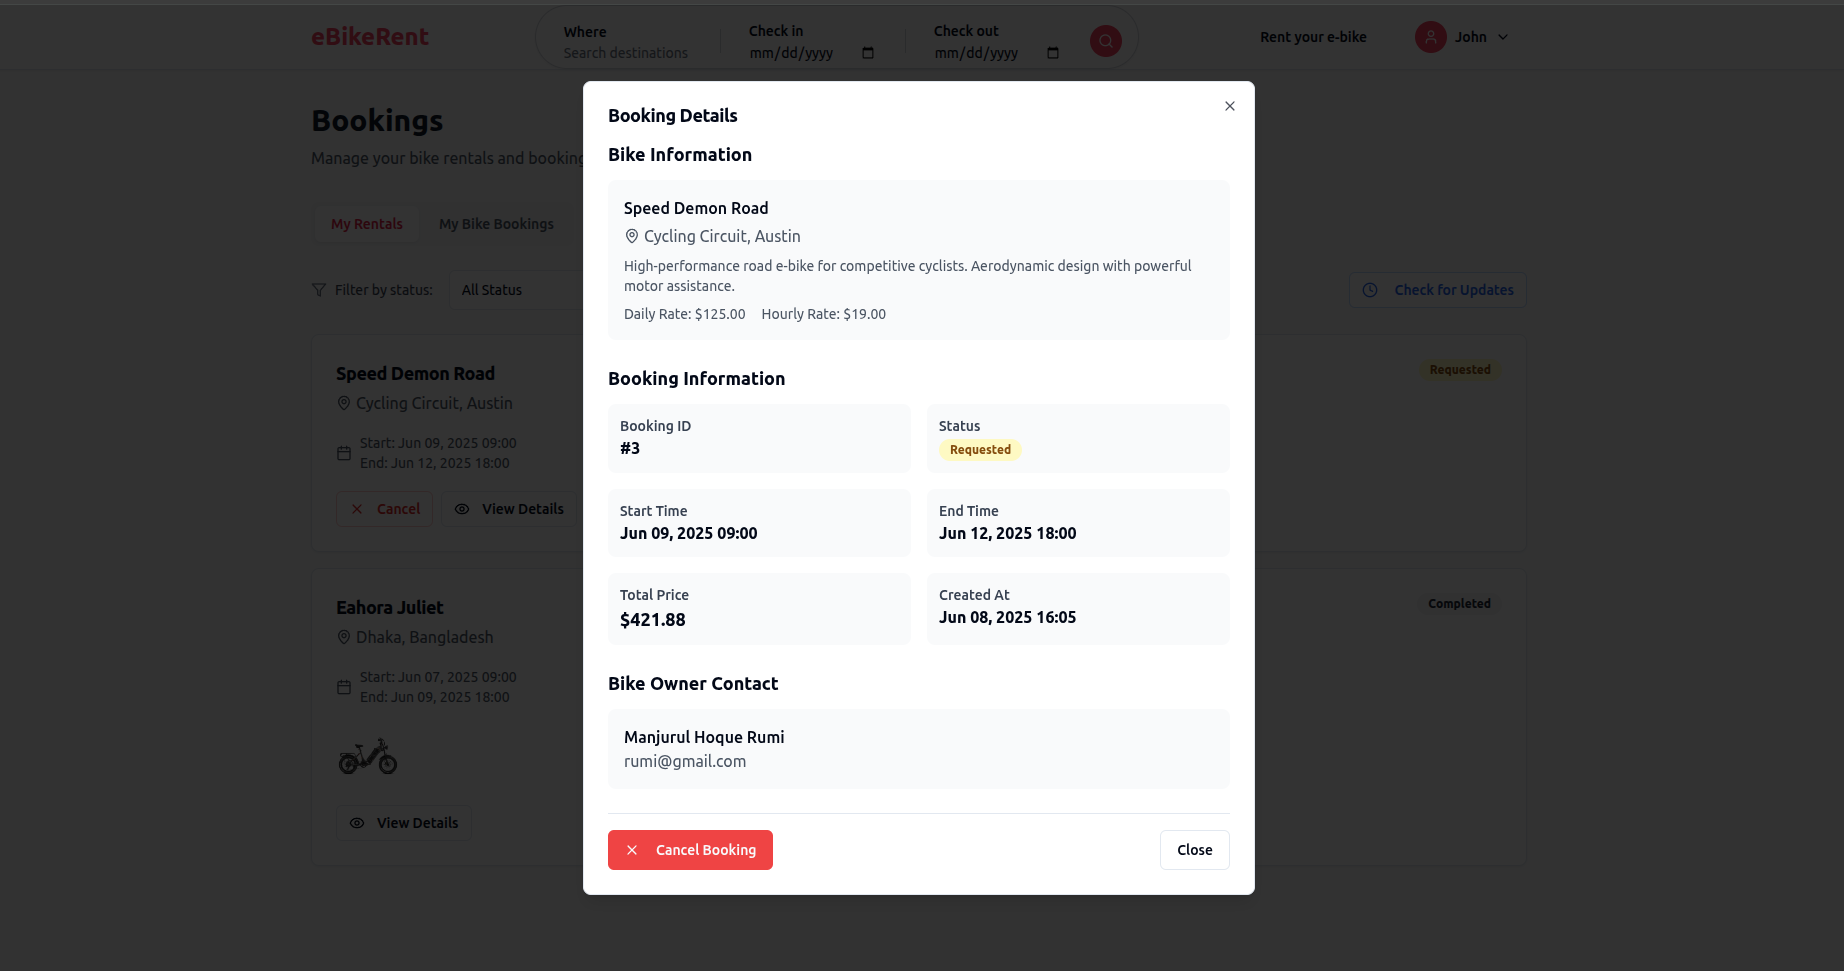 eBikeRent
Where
Search destinations
Check in
mm/dd/yyyy
Check out
mm/dd/yyyy
Rent your e-bike
John
Bookings
Manage your bike rentals and booking
My Rentals
My Bike Bookings
Filter by status:
All Status
Check for Updates
Speed Demon Road
Requested
Cycling Circuit, Austin
Start: Jun 09, 2025 09:00
End: Jun 12, 2025 18:00
Cancel
View Details
Eahora Juliet
Completed
Dhaka, Bangladesh
Start: Jun 07, 2025 09:00
End: Jun 09, 2025 18:00
View Details
Booking Details
Bike Information
Speed Demon Road
Cycling Circuit, Austin
High-performance road e-bike for competitive cyclists. Aerodynamic design with powerful
motor assistance.
Daily Rate: $125.00 Hourly Rate: $19.00
Booking Information
Booking ID
#3
Status
Requested
Start Time
Jun 09, 2025 09:00
End Time
Jun 12, 2025 18:00
Total Price
$421.88
Created At
Jun 08, 2025 16:05
Bike Owner Contact
Manjurul Hoque Rumi
rumi@gmail.com
Cancel Booking
Close